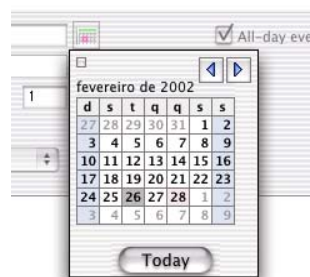 All-day eve
fevereiro de 2002
1
d s t q q s s
27 28 29 30 31 1 2
3 4 5 6 7 8 9
10 11 12 13 14 15 16
17 18 19 20 21 22 23
24 25 26 27 28 1 2
3 4 5 6 7 8 9
Today